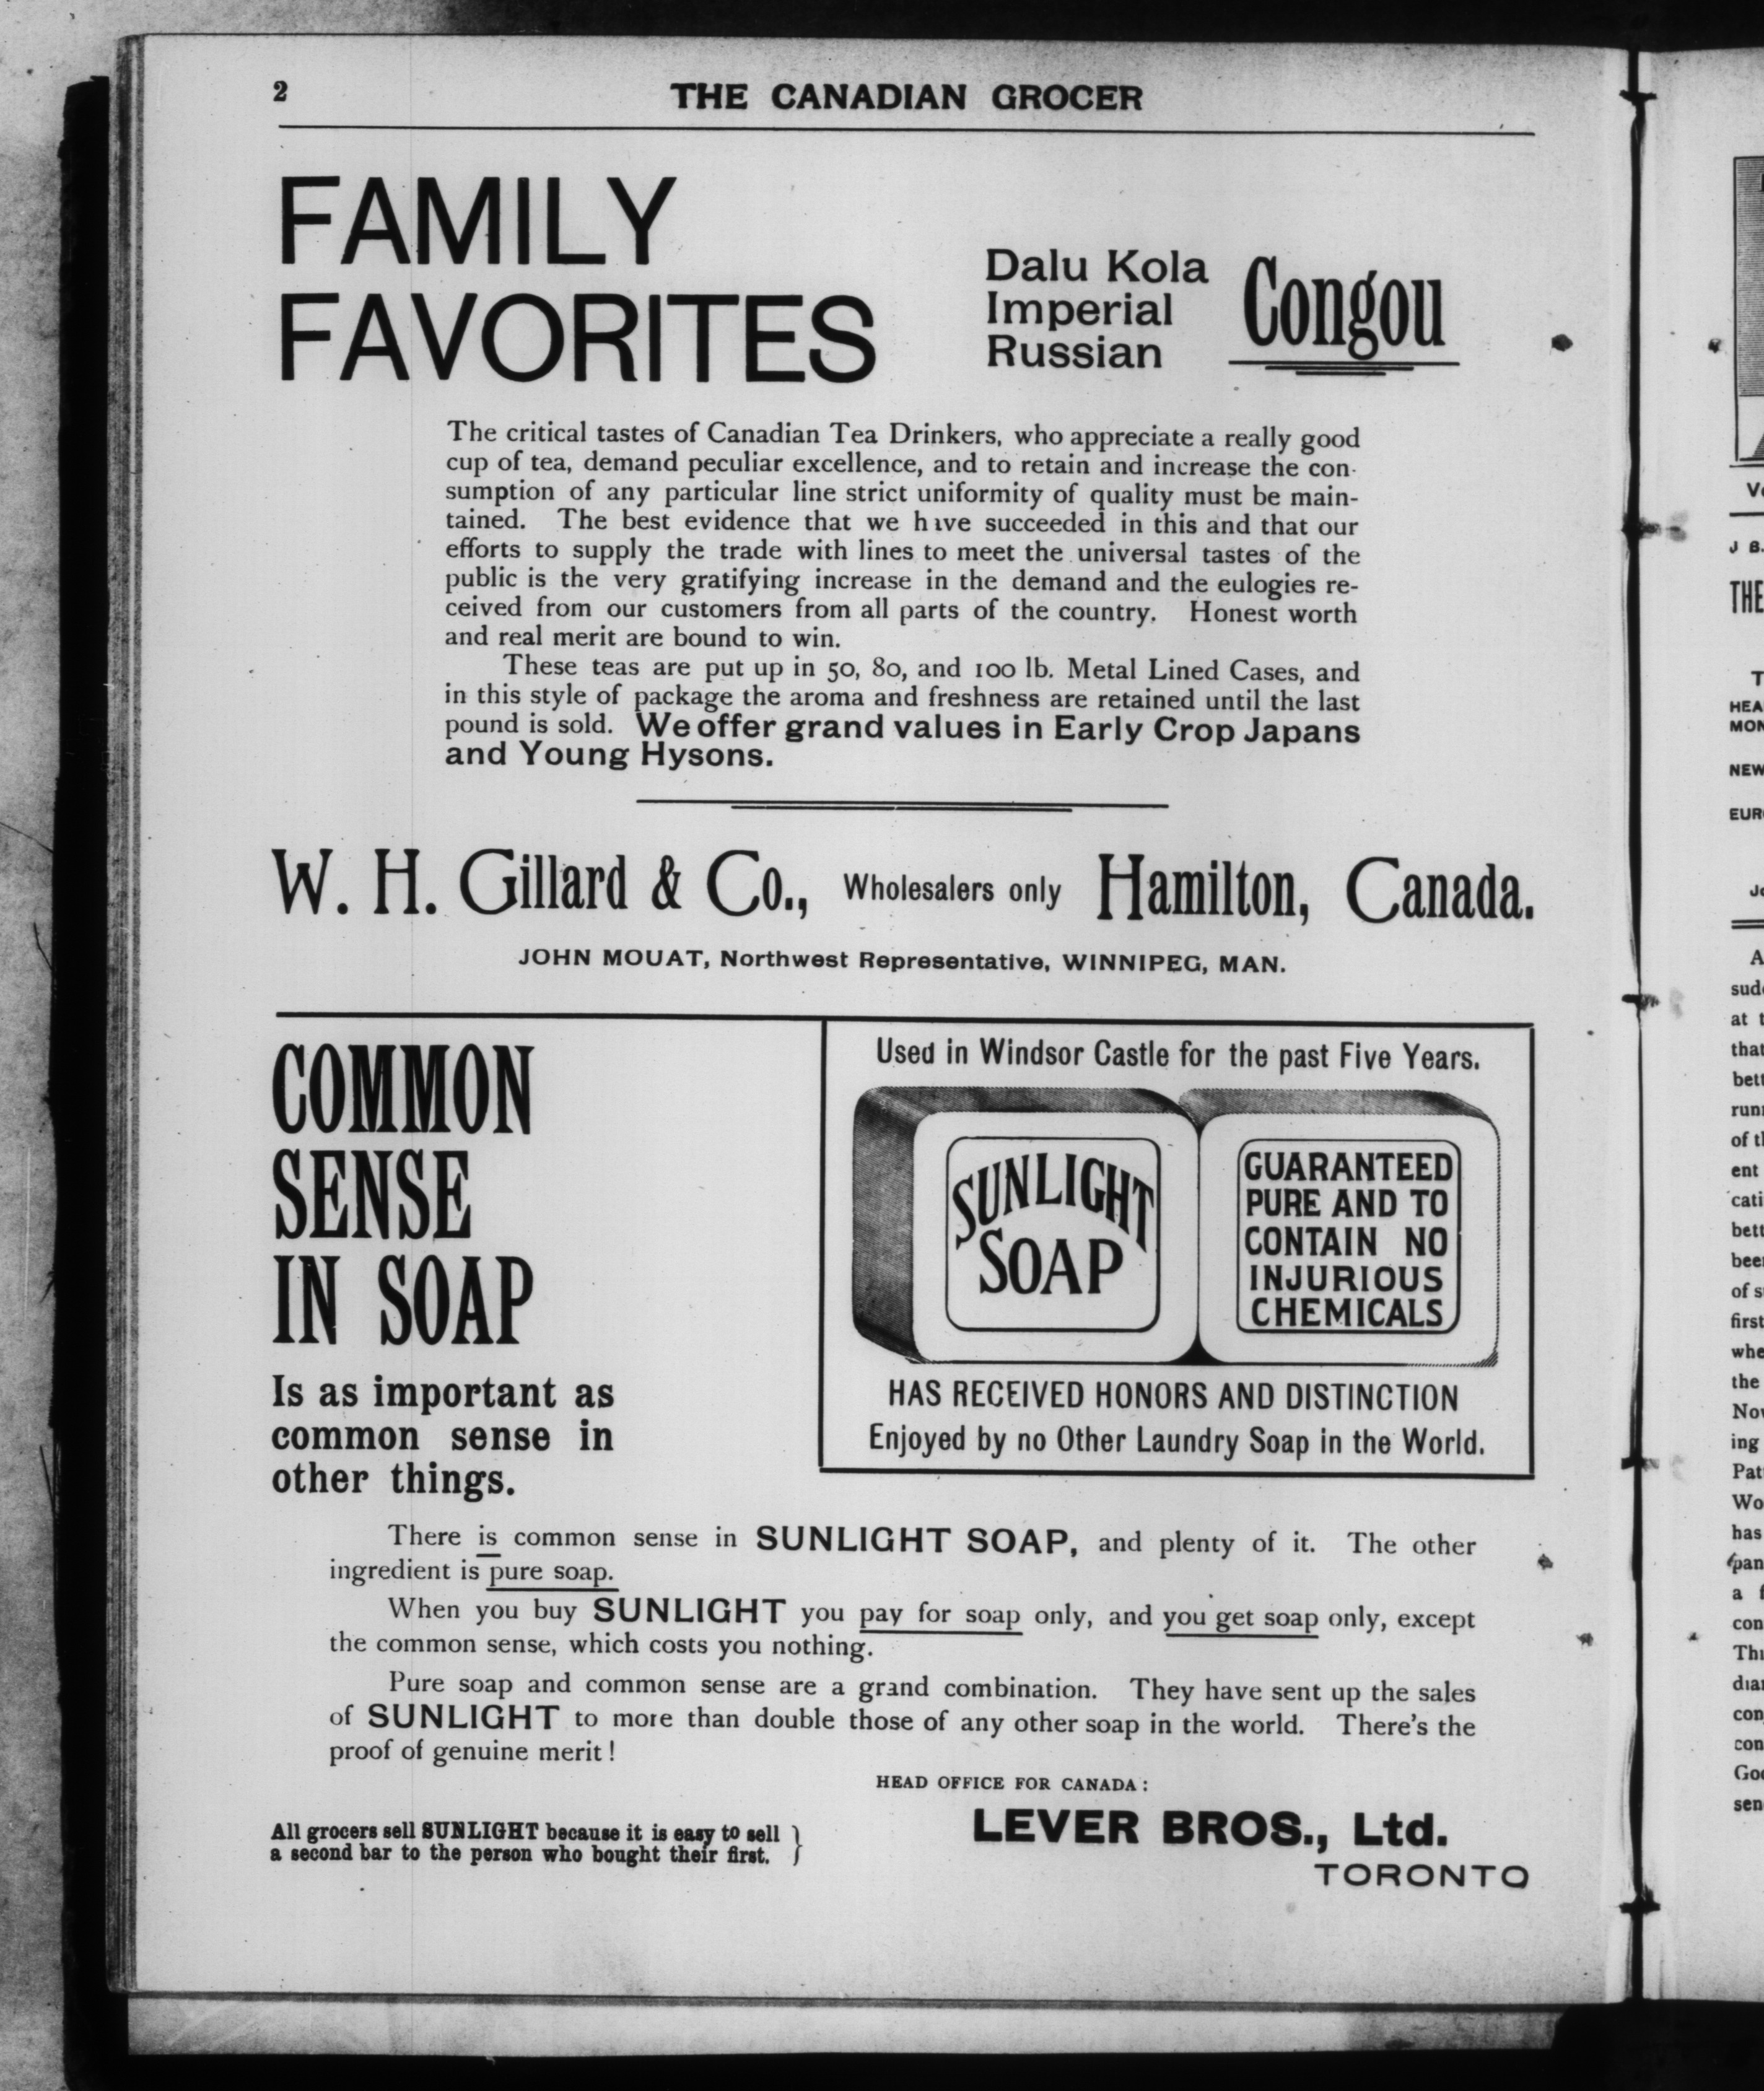 2
THE CANADIAN GROCER
FAMILY
FAVORITES
Dalu Kola
Imperial
Russian
Congou
The critical tastes of Canadian Tea Drinkers, who appreciate a really good
cup of tea, demand peculiar excellence, and to retain and increase the con-
sumption of any particular line strict uniformity of quality must be main-
tained. The best evidence that we have succeeded in this and that our
efforts to supply the trade with lines to meet the universal tastes of the
public is the very gratifying increase in the demand and the eulogies re-
ceived from our customers from all parts of the country. Honest worth
and real merit are bound to win.
These teas are put up in 50, 80, and 100 lb. Metal Lined Cases, and
in this style of package the aroma and freshness are retained until the last
pound is sold. We offer grand values in Early Crop Japans
and Young Hysons.
W. H. Gillard & Co., Wholesalers only Hamilton, Canada.
JOHN MOUAT, Northwest Representative, WINNIPEG, MAN.
COMMON
SENSE
IN SOAP
Is as important as
common sense in
other things.
Used in Windsor Castle for the past Five Years.
SUNLIGHT
SOAP
GUARANTEED
PURE AND TO
CONTAIN NO
INJURIOUS
CHEMICALS
HAS RECEIVED HONORS AND DISTINCTION
Enjoyed by no Other Laundry Soap in the World.
There is common sense in SUNLIGHT SOAP, and plenty of it. The other
ingredient is pure soap.
When you buy SUNLIGHT you pay for soap only, and you get soap only, except
the common sense, which costs you nothing.
Pure soap and common sense are a grand combination. They have sent up the sales
of SUNLIGHT to more than double those of any other soap in the world. There's the
proof of genuine merit!
HEAD OFFICE FOR CANADA:
LEVER BROS., Ltd.
TORONTO
All grocers sell SUNLIGHT because it is easy to sell
a second bar to the person who bought their first. }